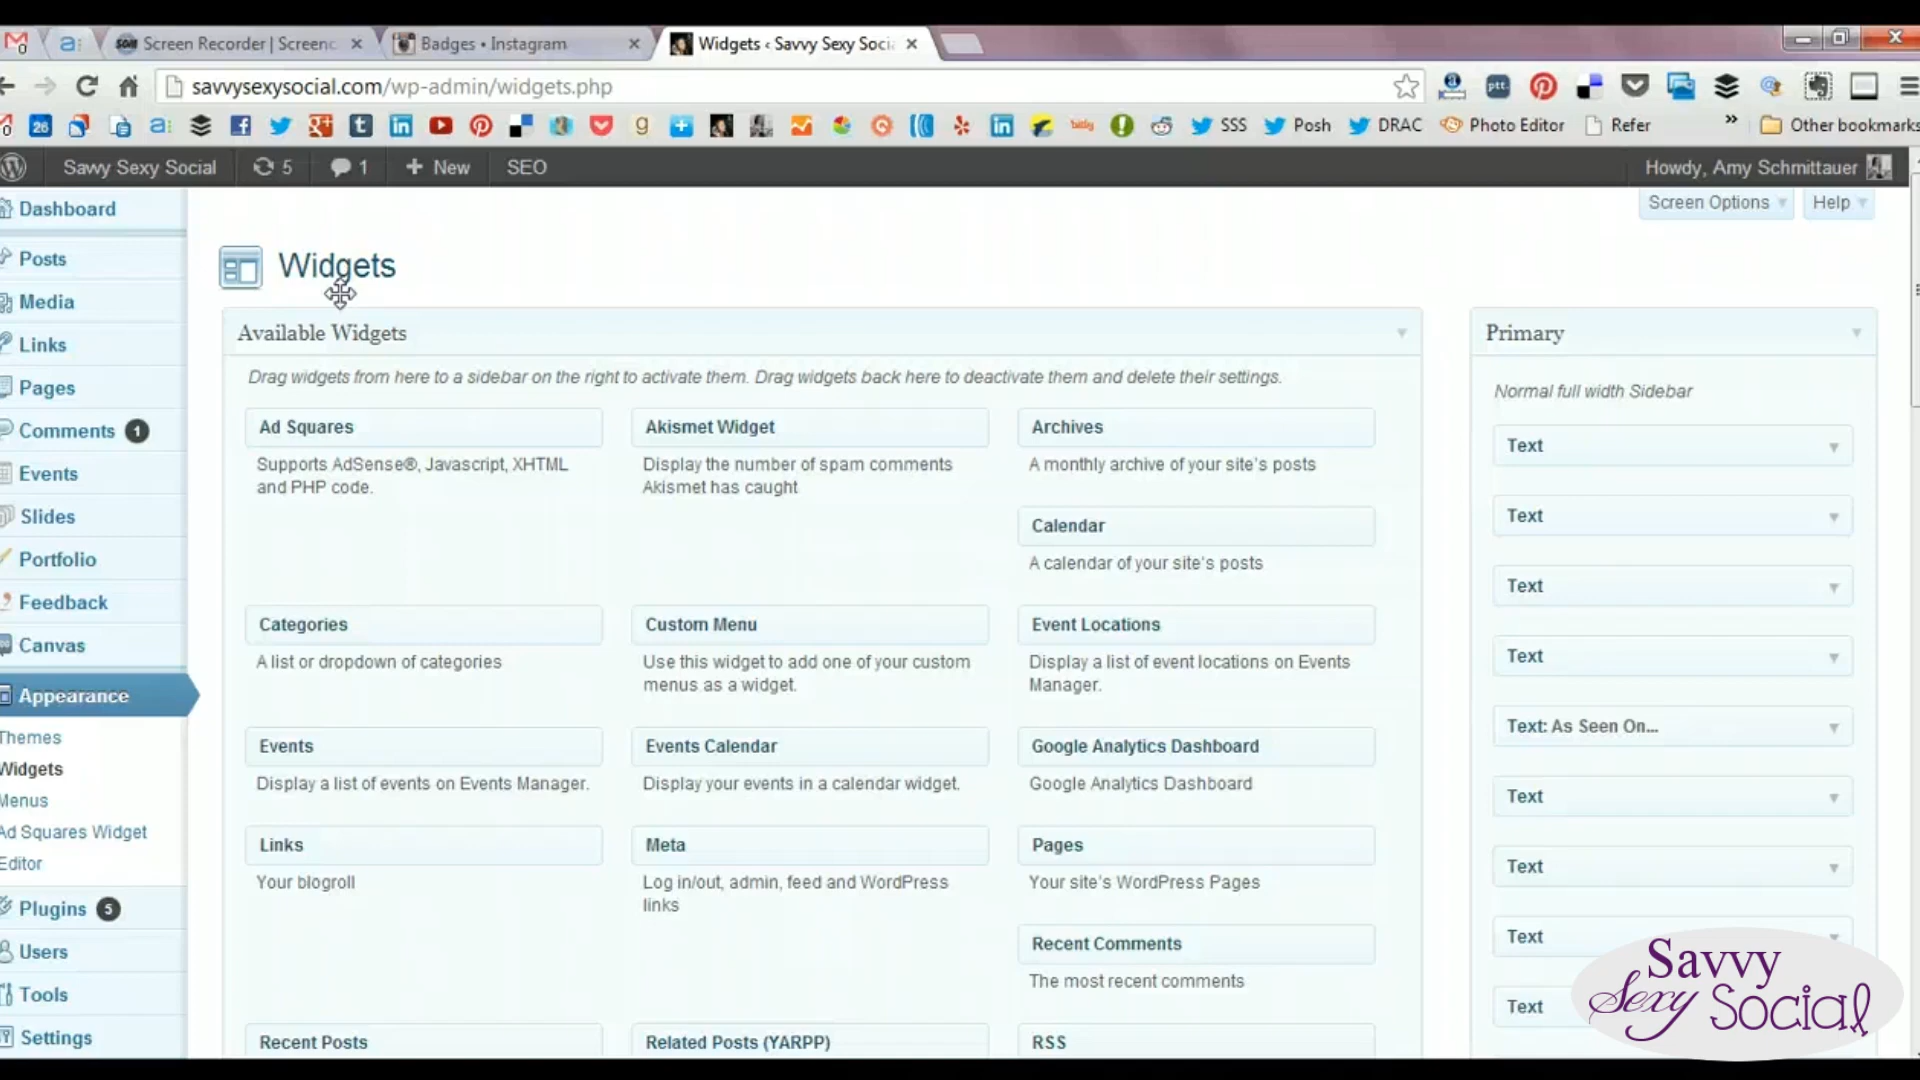 Screen Recorder | Screenc
Badges • Instagram
Widgets ‹ Savvy Sexy Soci
savvysexysocial.com/wp-admin/widgets.php
26
SSS
Posh
DRAC
Photo Editor
Refer
»
Other bookmarks
Savvy Sexy Social
5
1
+ New
SEO
Howdy, Amy Schmittauer
Screen Options
Help
Dashboard
Posts
Media
Links
Pages
Comments 1
Events
Slides
Portfolio
Feedback
Canvas
Appearance
Themes
Widgets
Menus
Ad Squares Widget
Editor
Plugins 5
Users
Tools
Settings
Widgets
Available Widgets
Drag widgets from here to a sidebar on the right to activate them. Drag widgets back here to deactivate them and delete their settings.
Ad Squares
Supports AdSense®, Javascript, XHTML
and PHP code.
Akismet Widget
Display the number of spam comments
Akismet has caught
Archives
A monthly archive of your site's posts
Calendar
A calendar of your site's posts
Categories
A list or dropdown of categories
Custom Menu
Use this widget to add one of your custom
menus as a widget.
Event Locations
Display a list of event locations on Events
Manager.
Events
Display a list of events on Events Manager.
Events Calendar
Display your events in a calendar widget.
Google Analytics Dashboard
Google Analytics Dashboard
Links
Your blogroll
Meta
Log in/out, admin, feed and WordPress
links
Pages
Your site's WordPress Pages
Recent Comments
The most recent comments
Recent Posts
Related Posts (YARPP)
RSS
Primary
Normal full width Sidebar
Text
Text
Text
Text
Text: As Seen On...
Text
Text
Text
Text
Savvy
Sexy Social